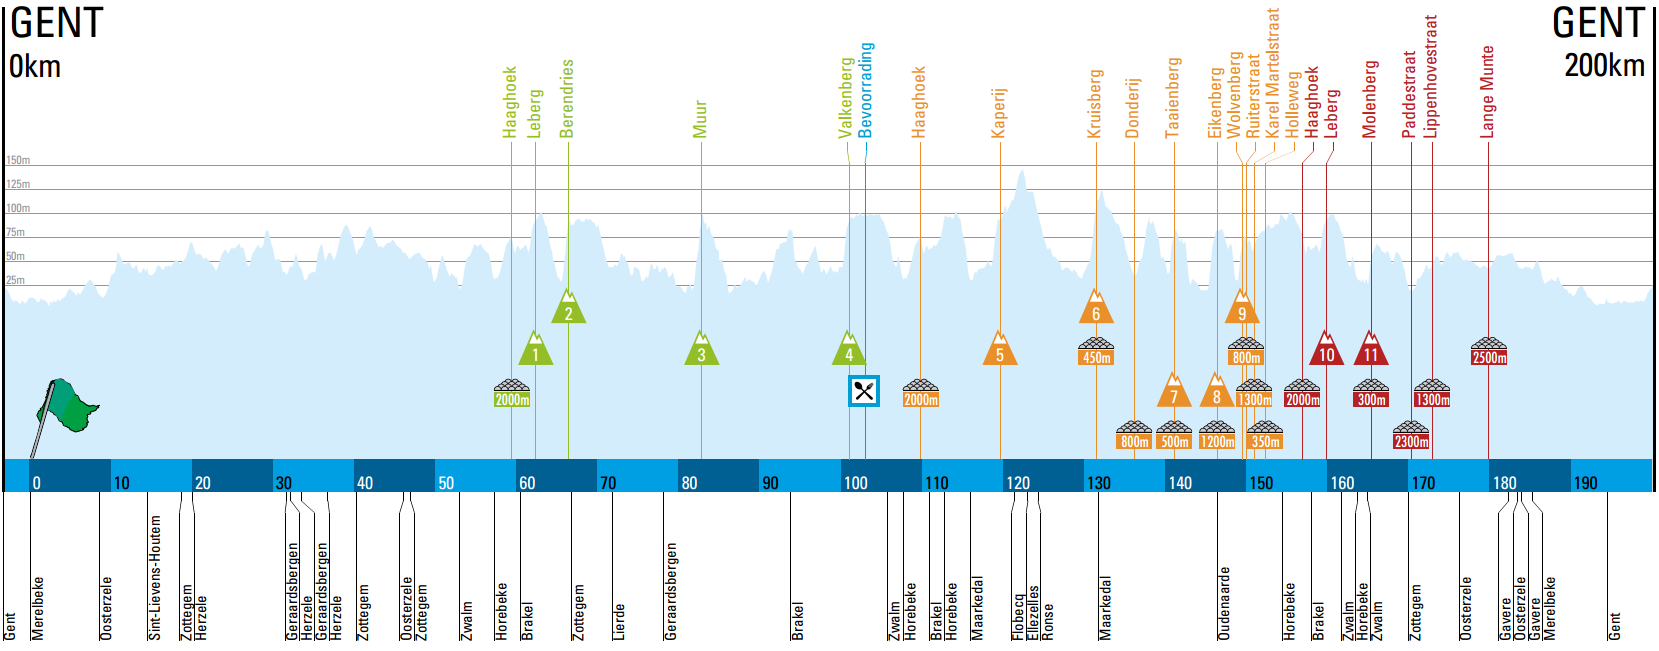 GENT
0km
GENT
200km
Haaghoek
Leberg
Berendries
Muur
Valkenberg
Bevoorrading
Haaghoek
Kaperij
Kruisberg
Donderij
Taaienberg
Eikenberg
Wolvenberg
Ruiterstraat
Karel Martelstraat
Holleweg
Haaghoek
Leberg
Molenberg
Paddestraat
Lippenhovestraat
Lange Munte
150m
125m
100m
75m
50m
25m
2
6
9
1
3
4
5
450m
800m
10
11
2500m
2000m
2000m
7
8
1300m
2000m
300m
1300m
800m
500m
1200m
350m
2300m
0
10
20
30
40
50
60
70
80
90
100
110
120
130
140
150
160
170
180
190
Gent
Merelbeke
Oosterzele
Sint-Lievens-Houtem
Zottegem
Herzele
Geraardsbergen
Herzele
Geraardsbergen
Herzele
Zottegem
Oosterzele
Zottegem
Zwalm
Horebeke
Brakel
Zottegem
Lierde
Geraardsbergen
Brakel
Zwalm
Horebeke
Brakel
Horebeke
Maarkedal
Flobecq
Ellezelles
Ronse
Maarkedal
Oudenaarde
Horebeke
Brakel
Zwalm
Horebeke
Zwalm
Zottegem
Oosterzele
Gavere
Oosterzele
Gavere
Merelbeke
Gent